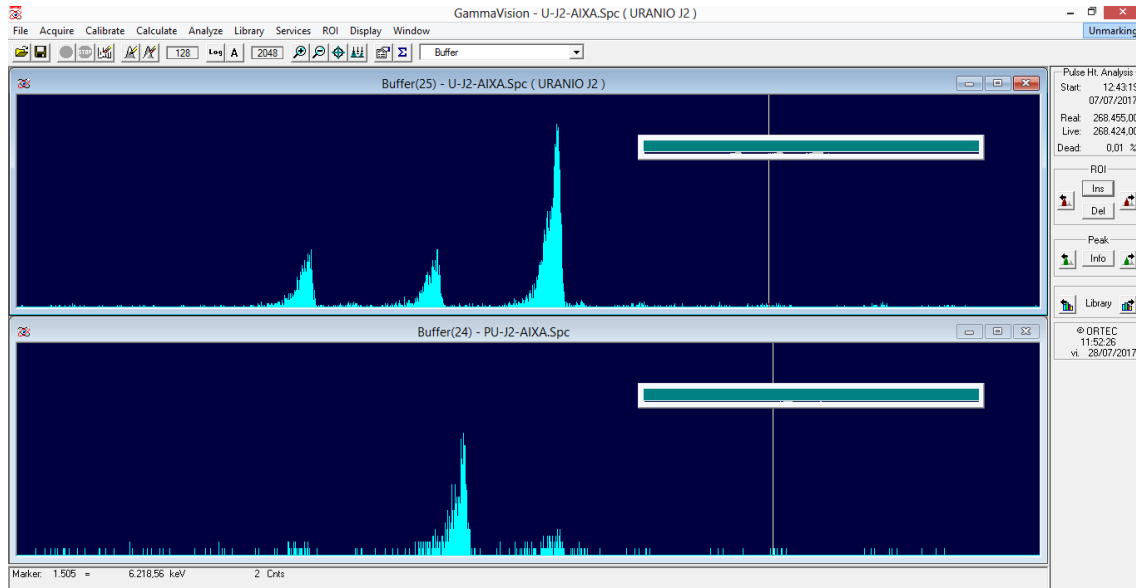 GammaVision - U-J2-AIXA.Spc ( URANIO J2 )
File Acquire Calibrate Calculate Analyze Library Services ROI Display Window
Unmarking
STOP 128 Log A 2048 Σ Buffer
Buffer(25) - U-J2-AIXA.Spc ( URANIO J2 )
Pulse Ht. Analysis
Start: 12:43:19
07/07/2017
Real: 268.455,00
Live: 268.424,00
Dead: 0,01 %
ROI
Ins
Del
Peak
Info
Library
© ORTEC
11:52:26
vi. 28/07/2017
Buffer(24) - PU-J2-AIXA.Spc
Marker: 1.505 = 6.218,56 keV 2 Cnts